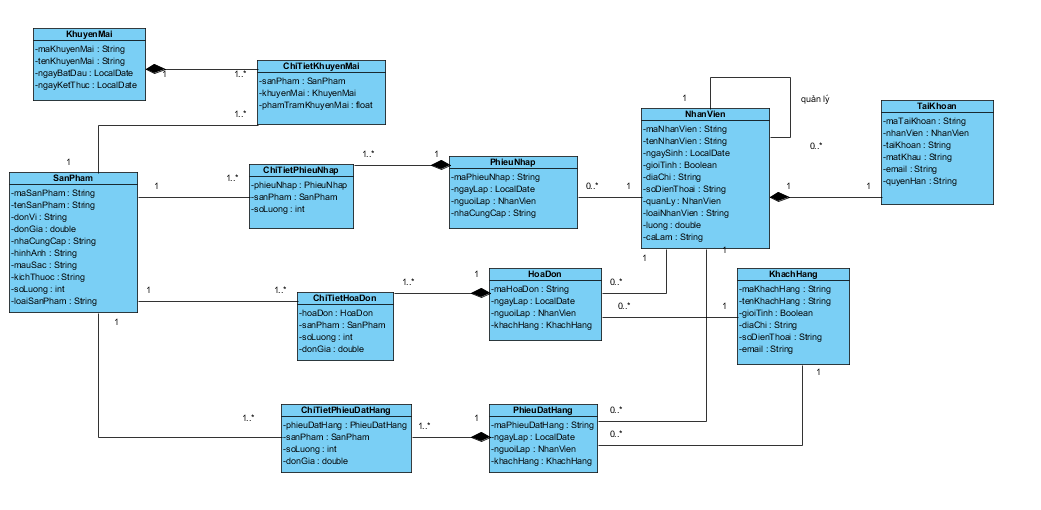 KhuyenMai
-maKhuyenMai : String
-tenKhuyenMai : String
-ngayBatDau : LocalDate
-ngayKetThuc : LocalDate
1
1..*
ChiTietKhuyenMai
-sanPham : SanPham
-khuyenMai : KhuyenMai
-phamTramKhuyenMai : float
1..*
1
SanPham
-maSanPham : String
-tenSanPham : String
-donVi : String
-donGia : double
-nhaCungCap : String
-hinhAnh : String
-mauSac : String
-kichThuoc : String
-soLuong : int
-loaiSanPham : String
1
1..*
ChiTietPhieuNhap
-phieuNhap : PhieuNhap
-sanPham : SanPham
-soLuong : int
1..*
1
PhieuNhap
-maPhieuNhap : String
-ngayLap : LocalDate
-nguoiLap : NhanVien
-nhaCungCap : String
0..*
1
1
quản lý
0..*
NhanVien
-maNhanVien : String
-tenNhanVien : String
-ngaySinh : LocalDate
-gioiTinh : Boolean
-diaChi : String
-soDienThoai : String
-quanLy : NhanVien
-loaiNhanVien : String
-luong : double
-caLam : String
1
1
TaiKhoan
-maTaiKhoan : String
-nhanVien : NhanVien
-taiKhoan : String
-matKhau : String
-email : String
-quyenHan : String
1
1
1
1..*
ChiTietHoaDon
-hoaDon : HoaDon
-sanPham : SanPham
-soLuong : int
-donGia : double
1..*
1
HoaDon
-maHoaDon : String
-ngayLap : LocalDate
-nguoiLap : NhanVien
-khachHang : KhachHang
0..*
0..*
1
KhachHang
-maKhachHang : String
-tenKhachHang : String
-gioiTinh : Boolean
-diaChi : String
-soDienThoai : String
-email : String
1
1
1..*
ChiTietPhieuDatHang
-phieuDatHang : PhieuDatHang
-sanPham : SanPham
-soLuong : int
-donGia : double
1..*
1
PhieuDatHang
-maPhieuDatHang : String
-ngayLap : LocalDate
-nguoiLap : NhanVien
-khachHang : KhachHang
0..*
0..*